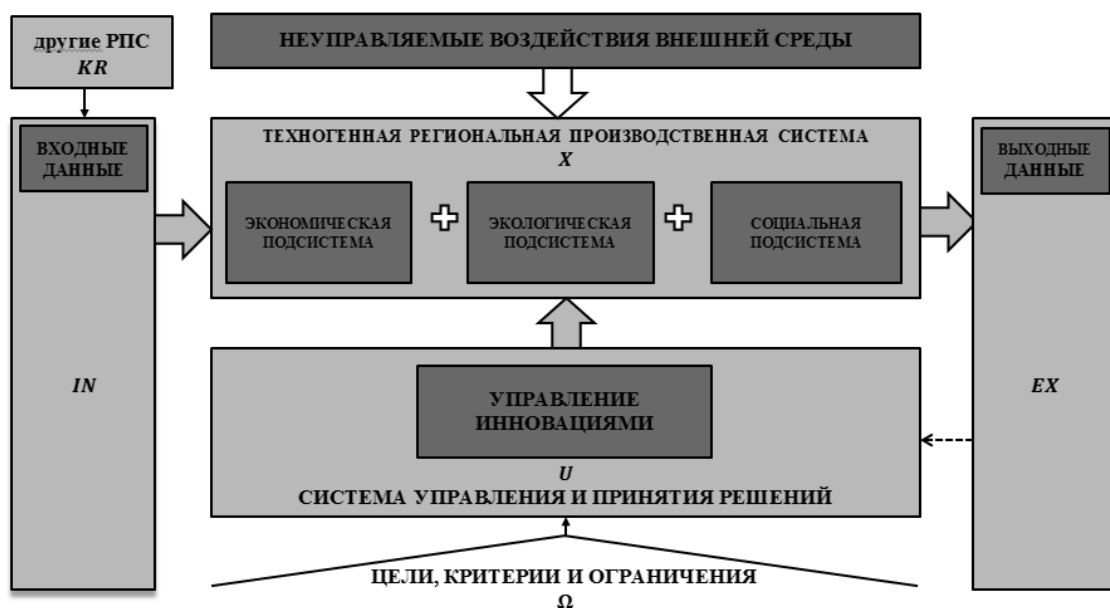 другие РПС
KR
НЕУПРАВЛЯЕМЫЕ ВОЗДЕЙСТВИЯ ВНЕШНЕЙ СРЕДЫ
ВХОДНЫЕ
ДАННЫЕ
IN
ТЕХНОГЕННАЯ РЕГИОНАЛЬНАЯ ПРОИЗВОДСТВЕННАЯ СИСТЕМА
X
ЭКОНОМИЧЕСКАЯ
ПОДСИСТЕМА
ЭКОЛОГИЧЕСКАЯ
ПОДСИСТЕМА
СОЦИАЛЬНАЯ
ПОДСИСТЕМА
ВЫХОДНЫЕ
ДАННЫЕ
EX
УПРАВЛЕНИЕ
ИННОВАЦИЯМИ
U
СИСТЕМА УПРАВЛЕНИЯ И ПРИНЯТИЯ РЕШЕНИЙ
ЦЕЛИ, КРИТЕРИИ И ОГРАНИЧЕНИЯ
Ω